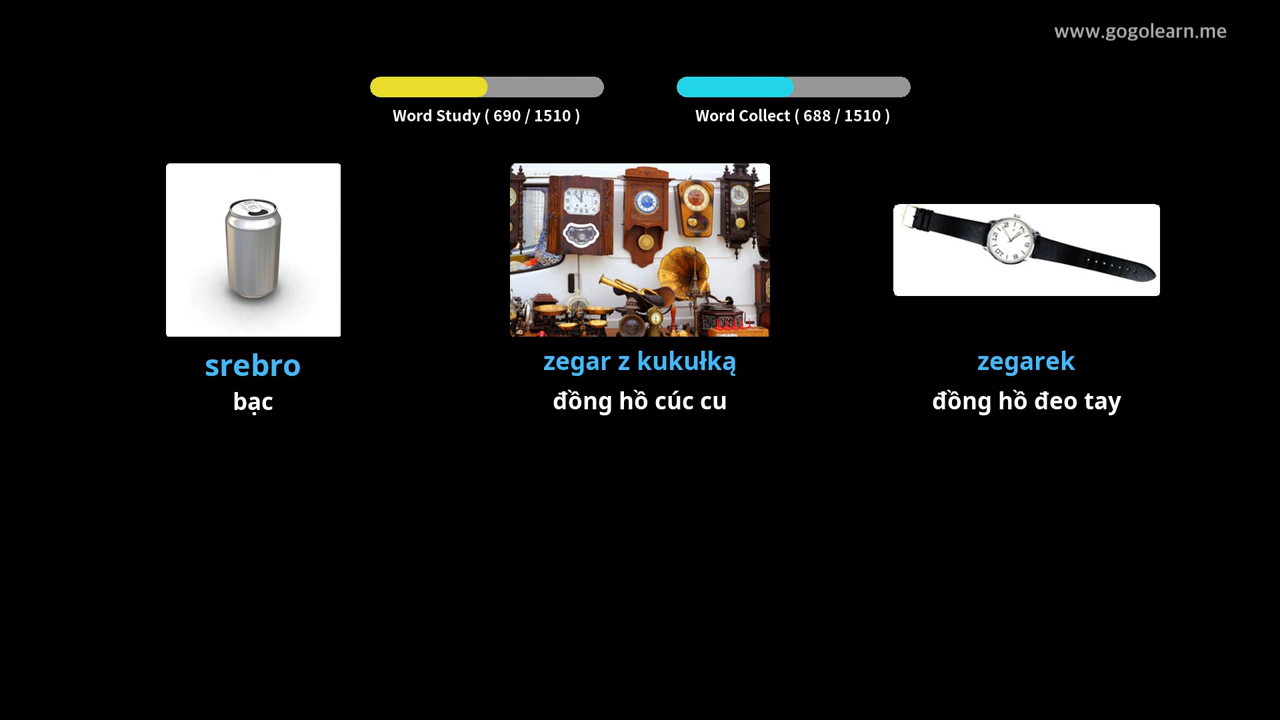 www.gogolearn.me
Word Study ( 690 / 1510 )
Word Collect ( 688 / 1510 )
srebro
bạc
zegar z kukułką
đồng hồ cúc cu
zegarek
đồng hồ đeo tay